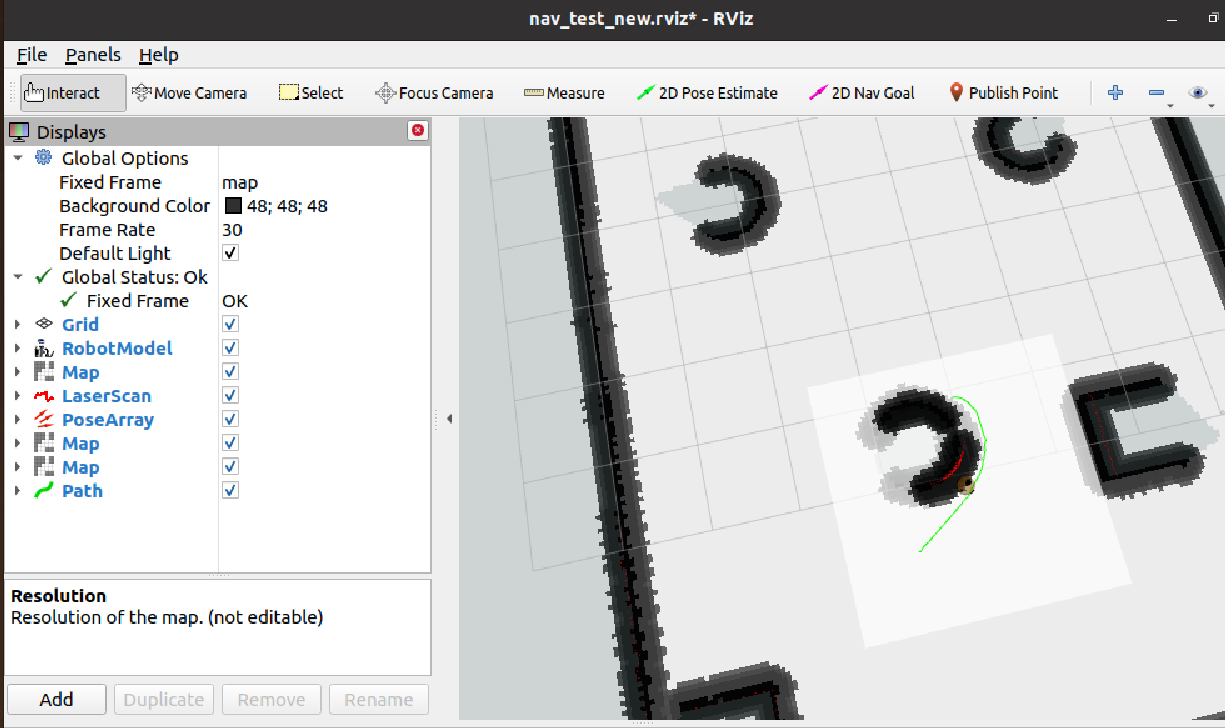 nav_test_new.rviz* - RViz
File Panels Help
Interact Move Camera Select Focus Camera Measure 2D Pose Estimate 2D Nav Goal Publish Point
Displays
Global Options
Fixed Frame map
Background Color 48; 48; 48
Frame Rate 30
Default Light
Global Status: Ok
Fixed Frame OK
Grid
RobotModel
Map
LaserScan
PoseArray
Map
Map
Path
Resolution
Resolution of the map. (not editable)
Add Duplicate Remove Rename